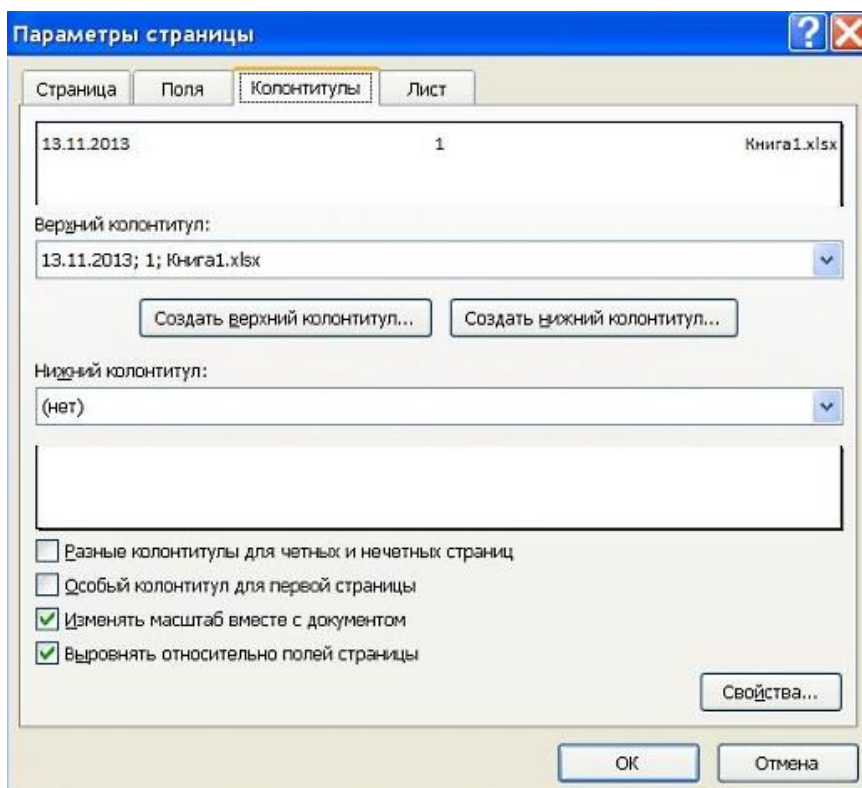 Параметры страницы
Страница Поля Колонтитулы Лист
13.11.2013 1 Книга1.xlsx
Верхний колонтитул:
13.11.2013; 1; Книга1.xlsx
Создать верхний колонтитул... Создать нижний колонтитул...
Нижний колонтитул:
(нет)
Разные колонтитулы для четных и нечетных страниц
Особый колонтитул для первой страницы
Изменять масштаб вместе с документом
Выровнять относительно полей страницы
Свойства...
ОК Отмена